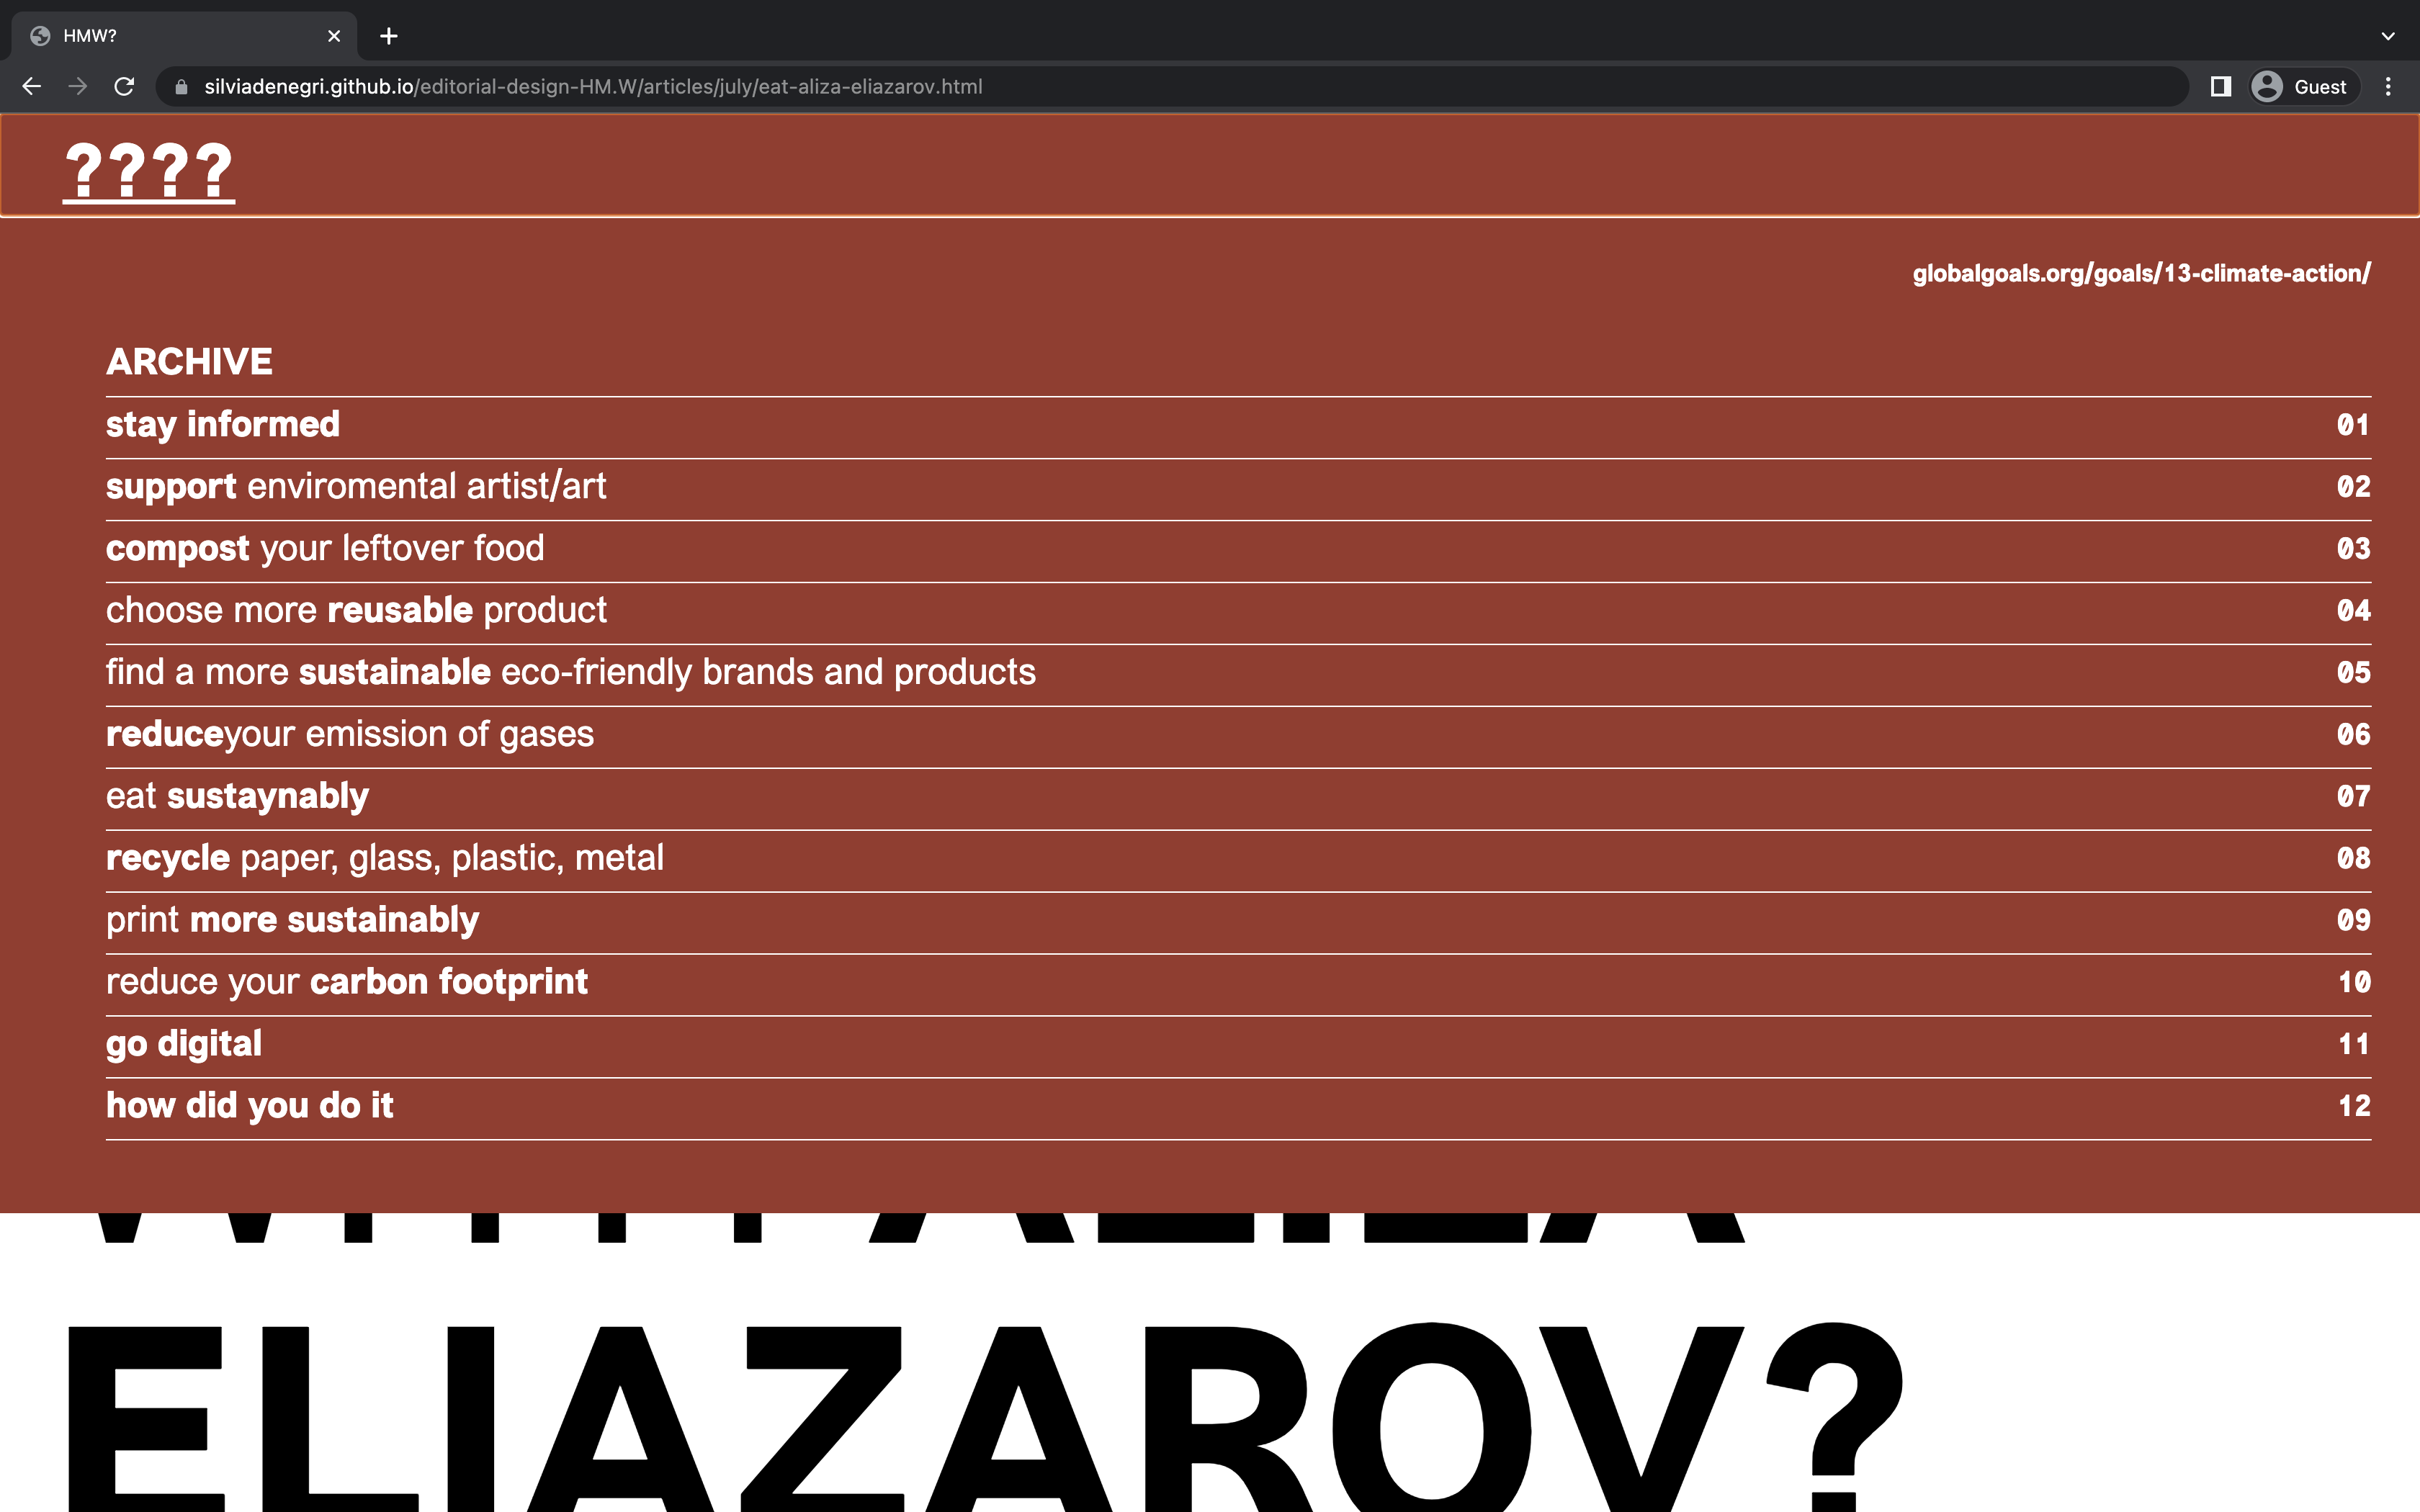 HMW?
silviadenegri.github.io/editorial-design-HM.W/articles/july/eat-aliza-eliazarov.html
Guest
????
globalgoals.org/goals/13-climate-action/
ARCHIVE
stay informed 01
support enviromental artist/art 02
compost your leftover food 03
choose more reusable product 04
find a more sustainable eco-friendly brands and products 05
reduceyour emission of gases 06
eat sustaynably 07
recycle paper, glass, plastic, metal 08
print more sustainably 09
reduce your carbon footprint 10
go digital 11
how did you do it 12
ELIAZAROV?